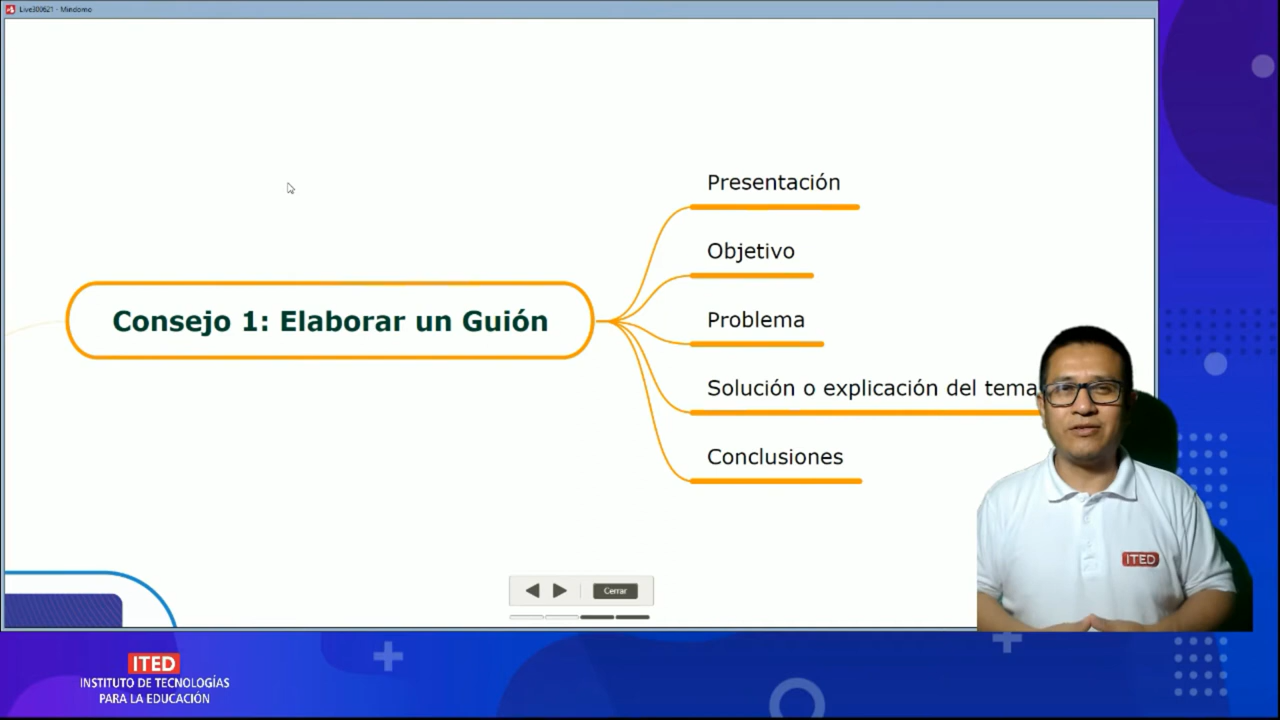 Live300621 - Mindomo
Presentación
Objetivo
Consejo 1: Elaborar un Guión
Problema
Solución o explicación del tema
Conclusiones
ITED
Cerrar
ITED
INSTITUTO DE TECNOLOGÍAS
PARA LA EDUCACIÓN